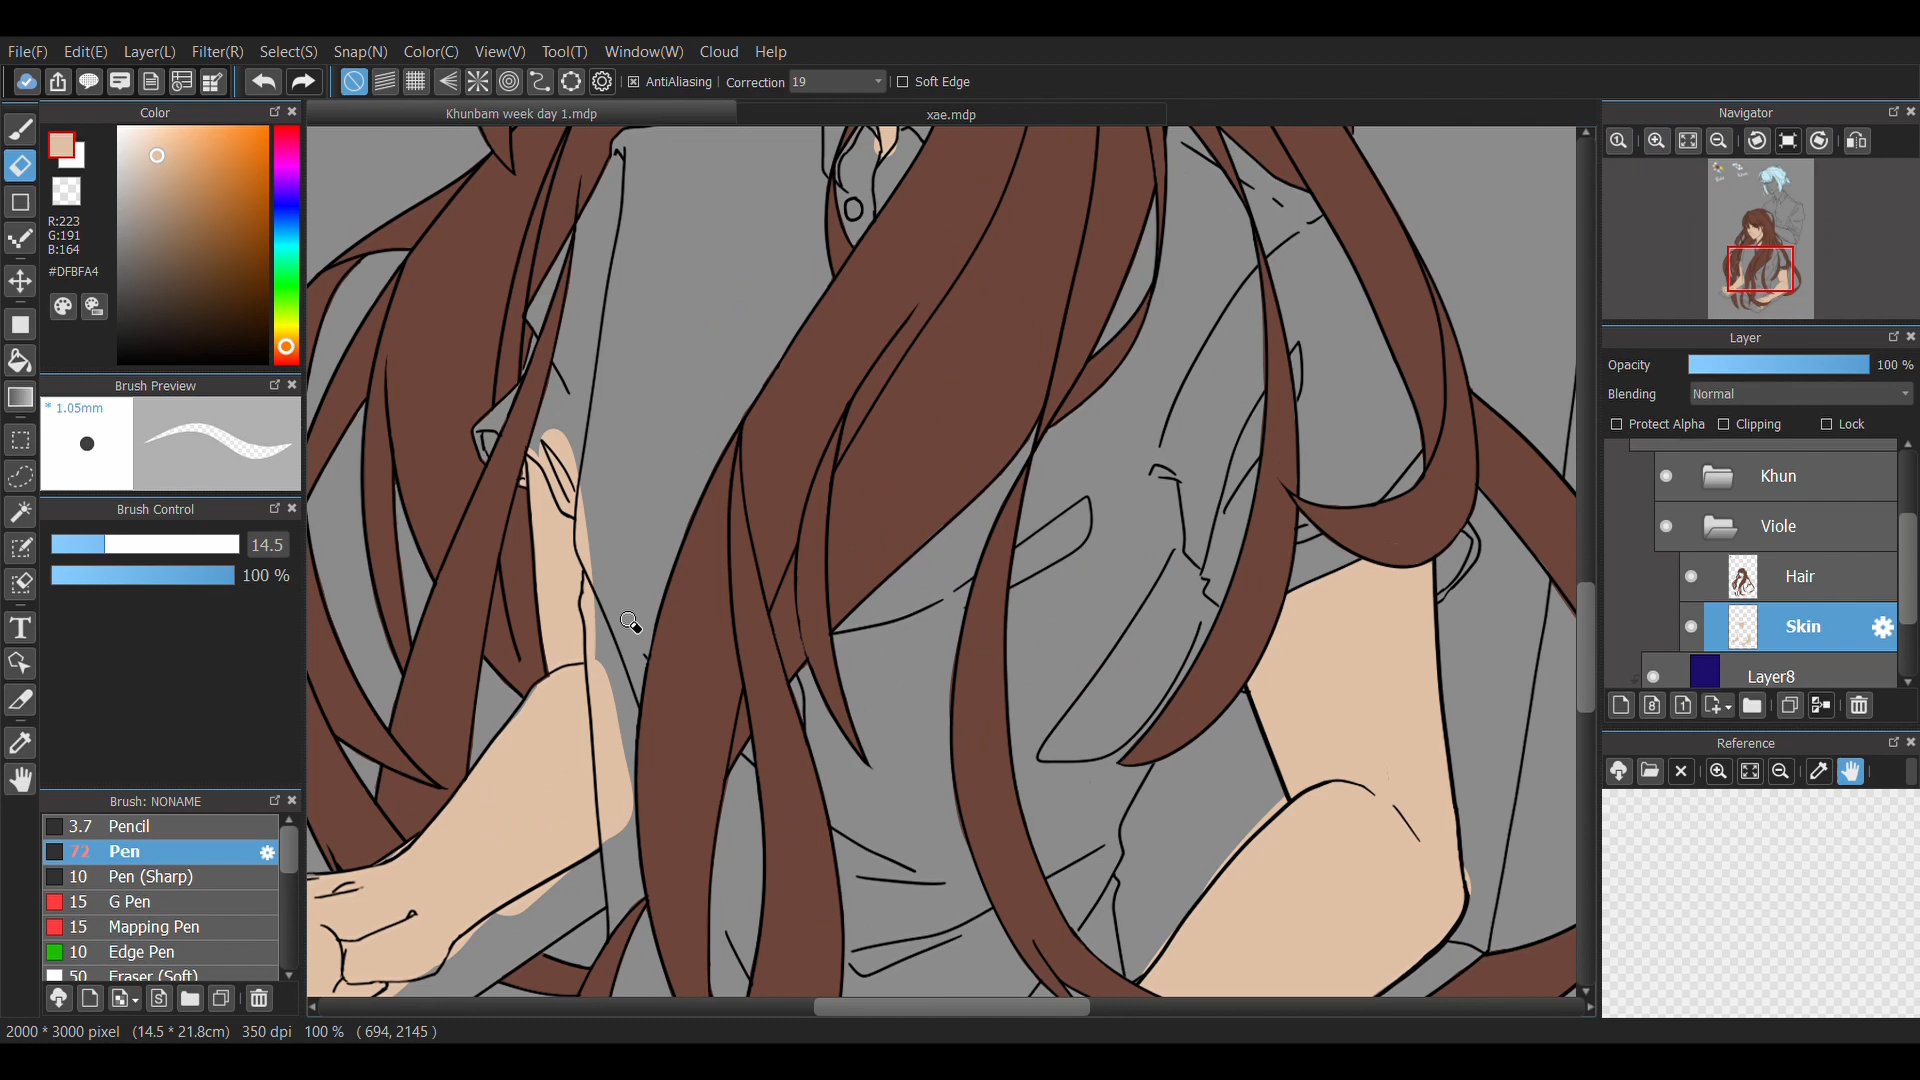 File(F) Edit(E) Layer(L) Filter(R) Select(S) Snap(N) Color(C) View(V) Tool(T) Window(W) Cloud Help
AntiAliasing Correction 19 Soft Edge
Color
Khunbam week day 1.mdp
xae.mdp
Navigator
R:223
G:191
B:164
#DFBFA4
Brush Preview
* 1.05mm
Brush Control
14.5
100 %
Layer
Opacity 100 %
Blending Normal
Protect Alpha Clipping Lock
Khun
Viole
Hair
Skin
Layer8
8 1
Reference
Brush: NONAME
3.7 Pencil
72 Pen
10 Pen (Sharp)
15 G Pen
15 Mapping Pen
10 Edge Pen
50 Eraser (Soft)
2000 * 3000 pixel (14.5 * 21.8cm) 350 dpi 100 % ( 694, 2145 )